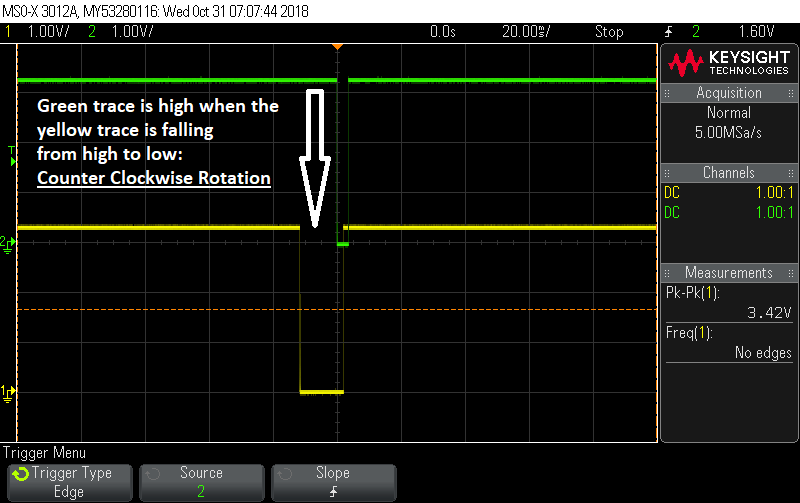 MSO-X 3012A, MY53280116: Wed Oct 31 07:07:44 2018
1 1.00V/ 2 1.00V/ 0.0s 20.00ms/ Stop 2 1.60V
KEYSIGHT
TECHNOLOGIES
Acquisition
Normal
5.00MSa/s
Channels
DC 1.00:1
DC 1.00:1
Measurements
Pk-Pk(1):
3.42V
Freq(1):
No edges
Green trace is high when the
yellow trace is falling
from high to low:
Counter Clockwise Rotation
T
2
1
Trigger Menu
Trigger Type
Edge
Source
2
Slope